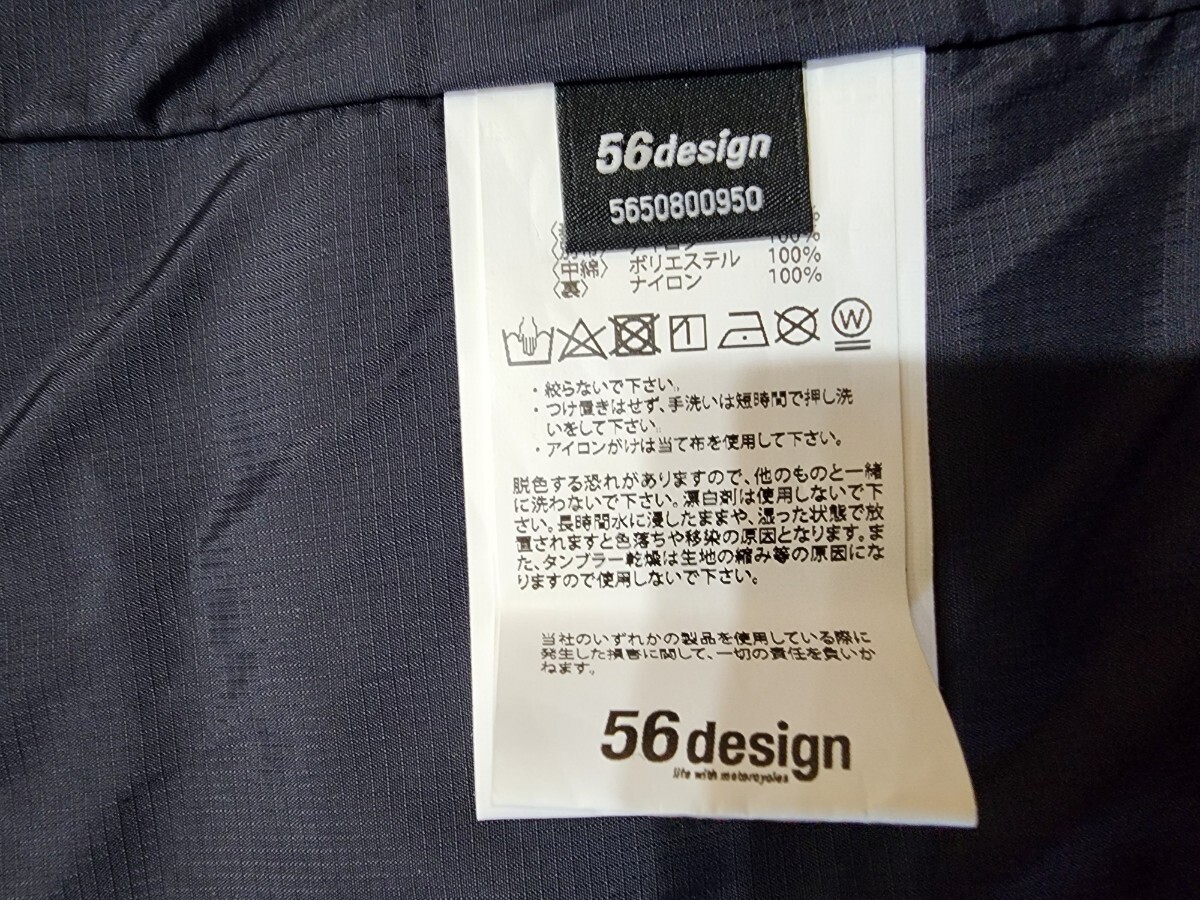 56design
5650800950
100%
〈中綿〉 ポリエステル 100%
〈裏〉 ナイロン 100%
W
・絞らないで下さい。
・つけ置きはせず、手洗いは短時間で押し洗
いをして下さい。
・アイロンがけは当て布を使用して下さい。
脱色する恐れがありますので、他のものと一緒
に洗わないで下さい。漂白剤は使用しないで下
さい。長時間水に浸したままや、湿った状態で放
置されますと色落ちや移染の原因となります。ま
た、タンブラー乾燥は生地の縮み等の原因にな
りますので使用しないで下さい。
当社のいずれかの製品を使用している際に
発生した損害に関して、一切の責任を負いか
ねます。
56design
life with motorcycles